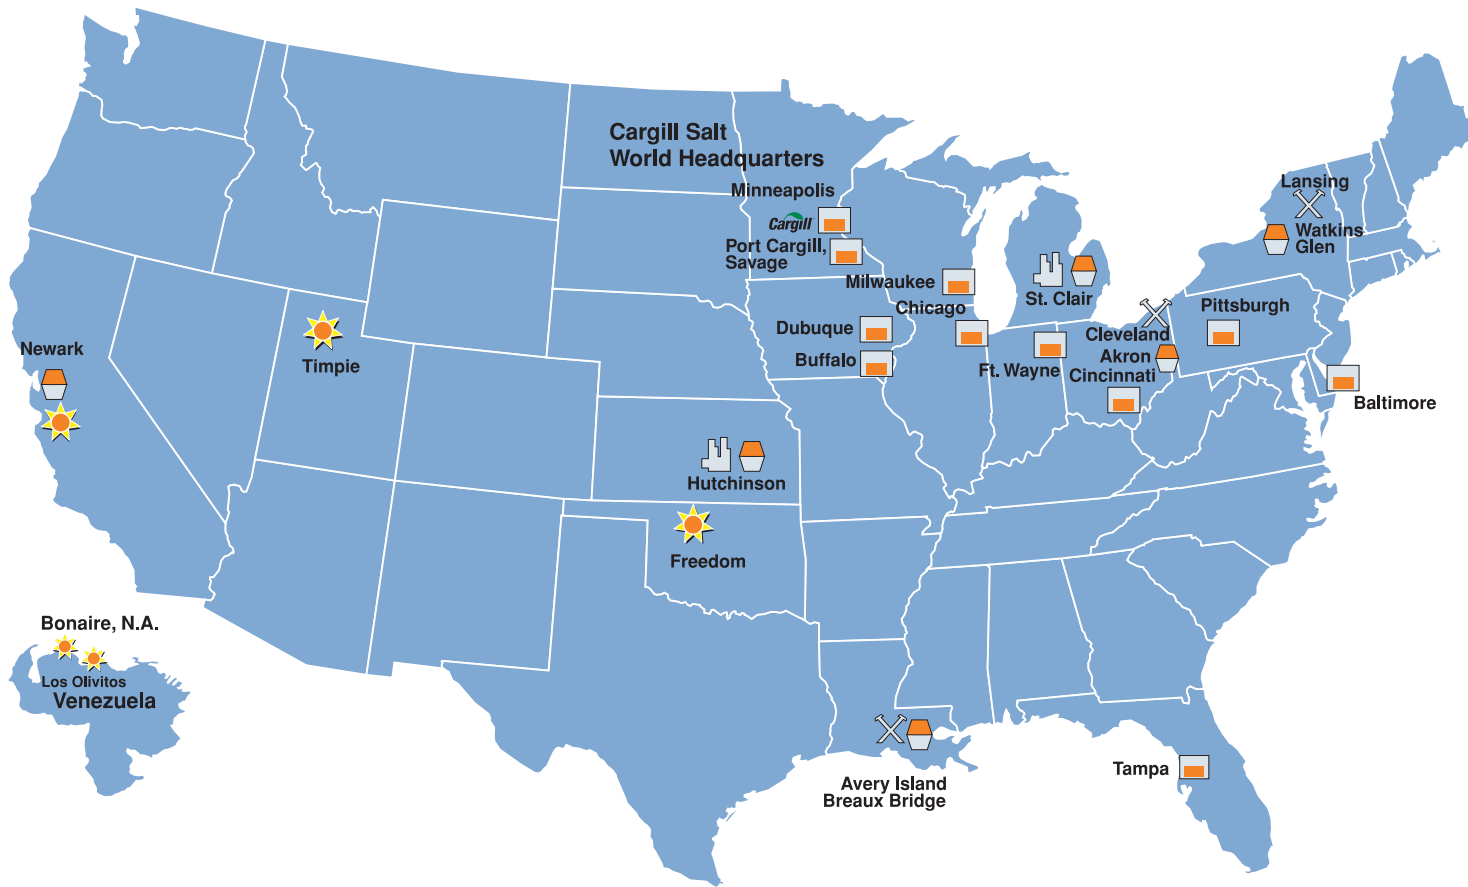 Cargill Salt
World Headquarters
Minneapolis
Cargill
Port Cargill,
Savage
Milwaukee
Chicago
Dubuque
Buffalo
St. Clair
Ft. Wayne
Lansing
Watkins
Glen
Pittsburgh
Cleveland
Akron
Cincinnati
Baltimore
Newark
Timpie
Hutchinson
Freedom
Bonaire, N.A.
Los Olivitos
Venezuela
Avery Island
Breaux Bridge
Tampa